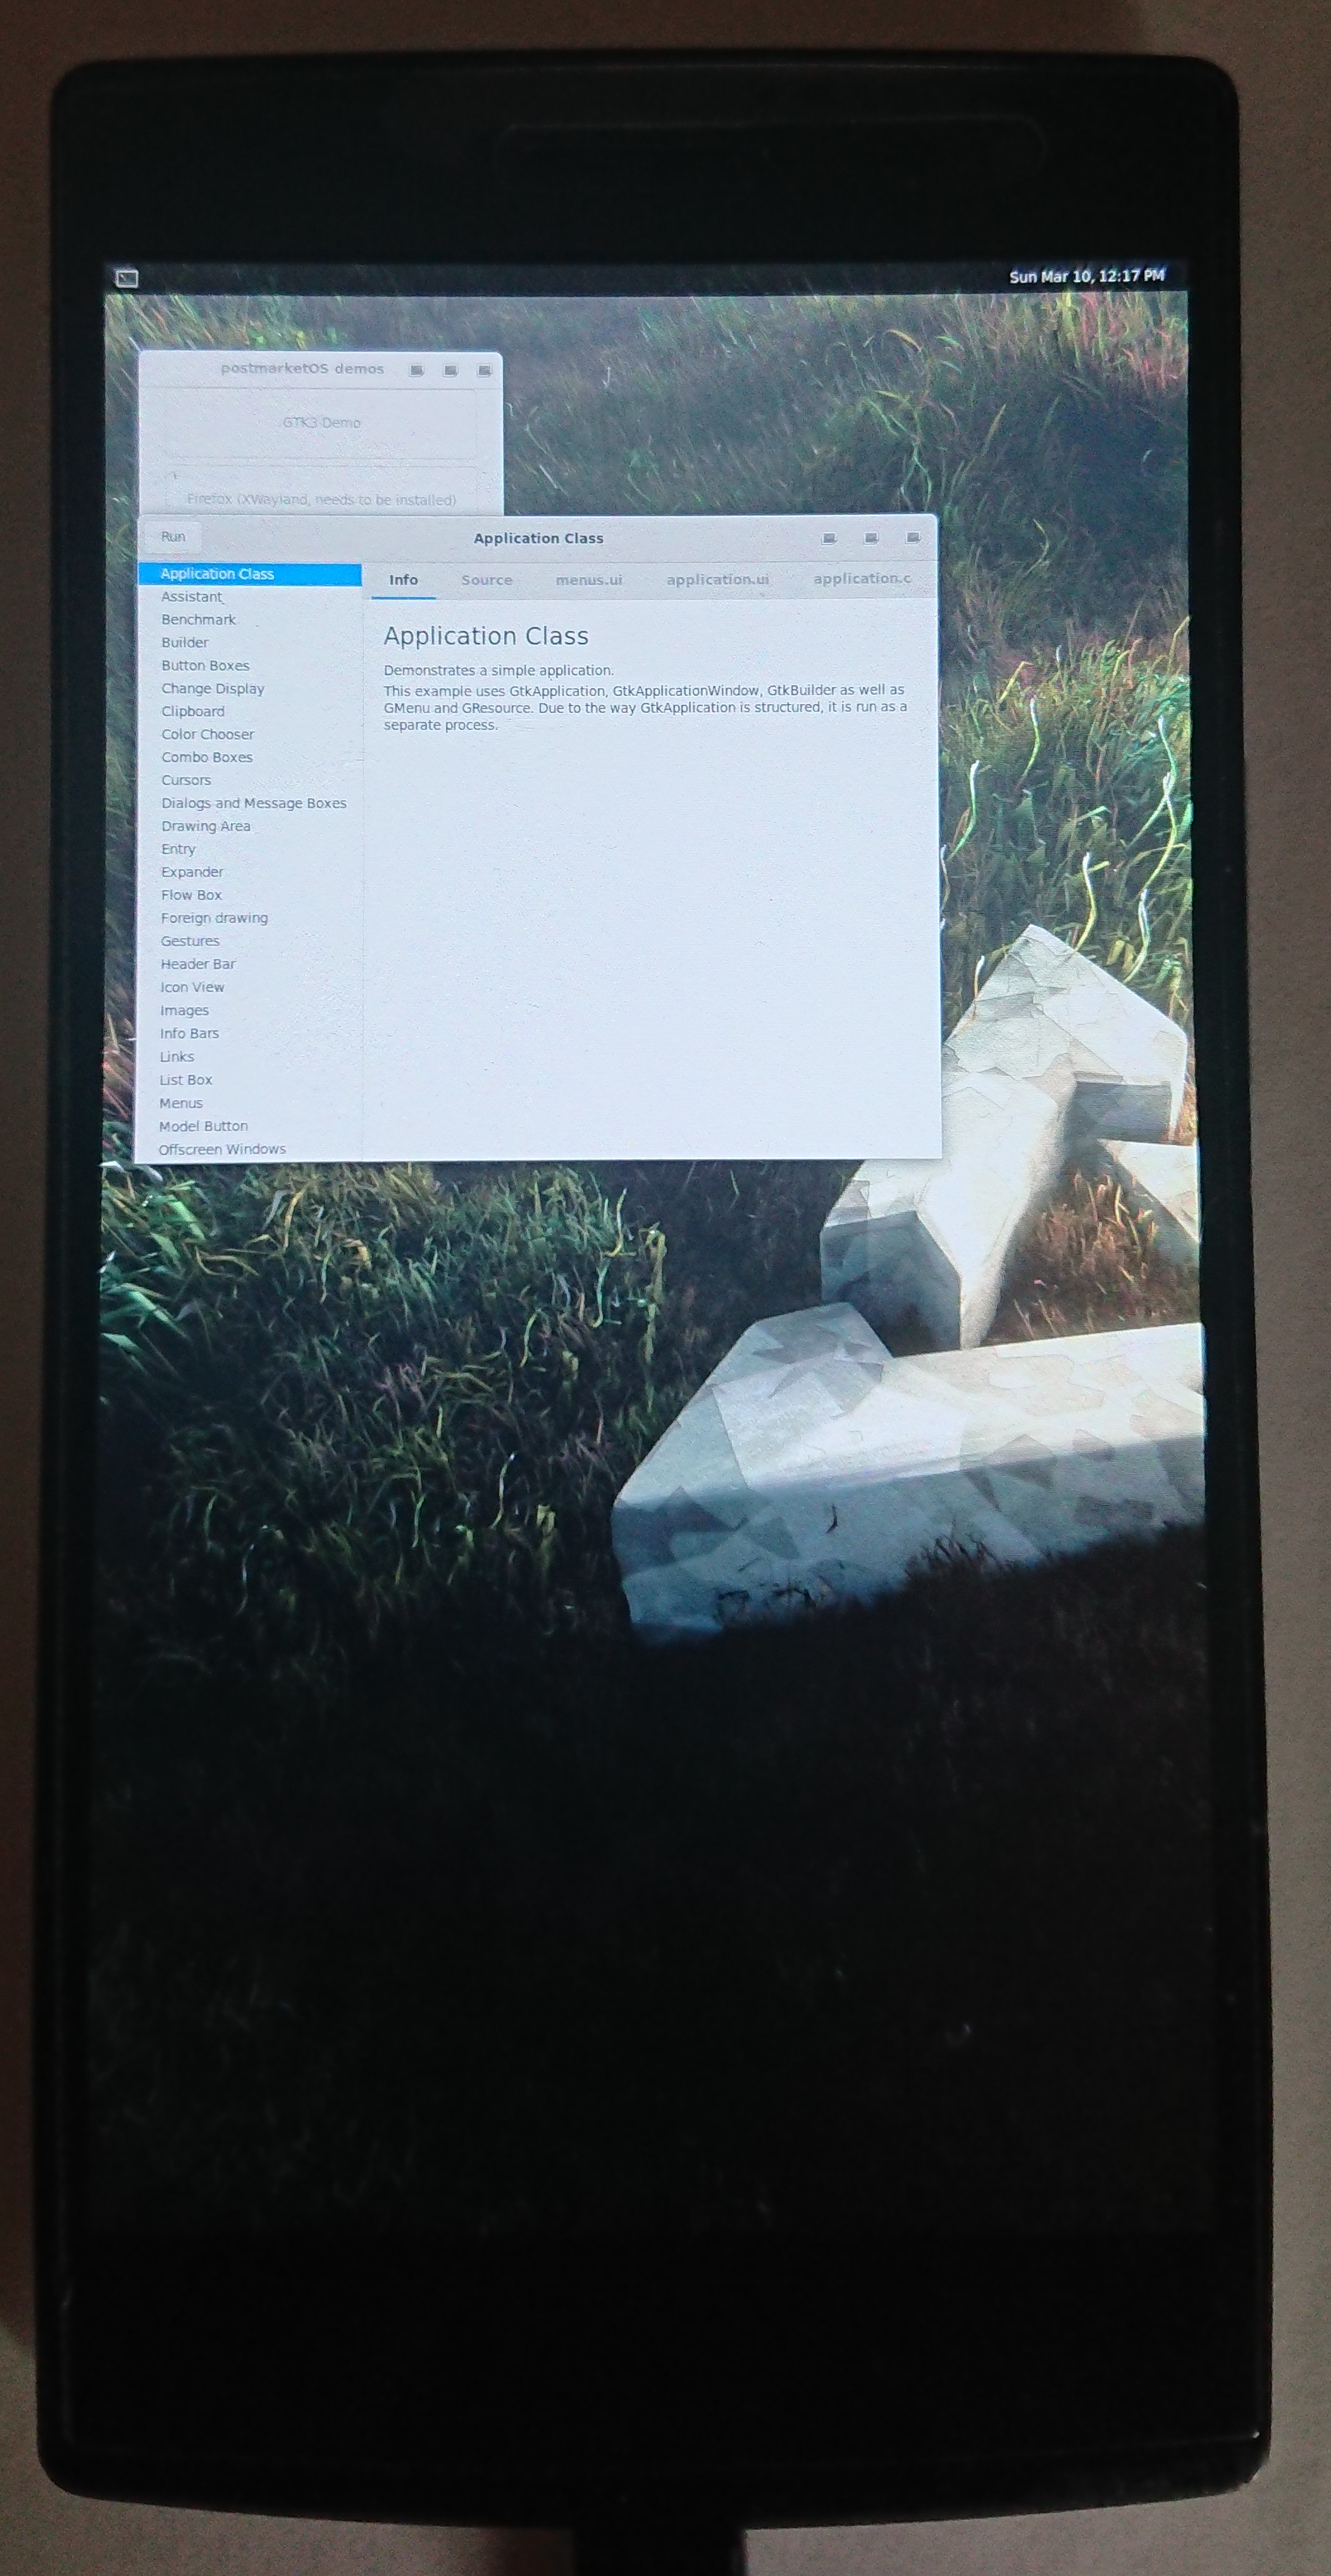 Sun Mar 10, 12:17 PM
postmarketOS demos
GTK3 Demo
Firefox (XWayland, needs to be installed)
Run
Application Class
Application Class
Assistant
Benchmark
Builder
Button Boxes
Change Display
Clipboard
Color Chooser
Combo Boxes
Cursors
Dialogs and Message Boxes
Drawing Area
Entry
Expander
Flow Box
Foreign drawing
Gestures
Header Bar
Icon View
Images
Info Bars
Links
List Box
Menus
Model Button
Offscreen Windows
Info Source menus.ui application.ui application.c
Application Class
Demonstrates a simple application.
This example uses GtkApplication, GtkApplicationWindow, GtkBuilder as well as
GMenu and GResource. Due to the way GtkApplication is structured, it is run as a
separate process.